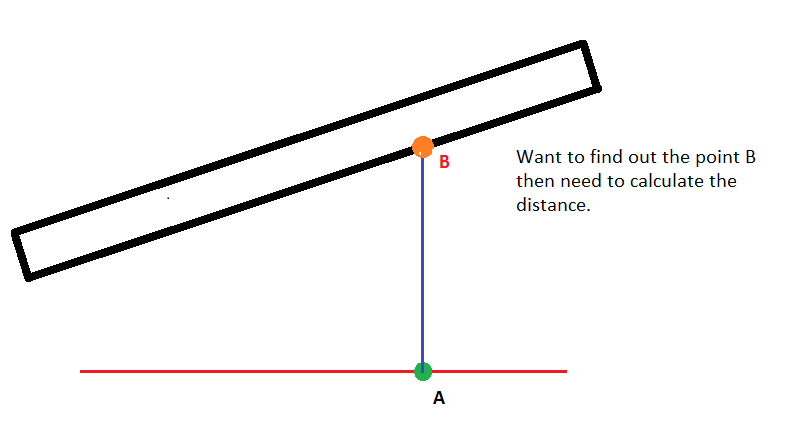 B
Want to find out the point B
then need to calculate the
distance.
A